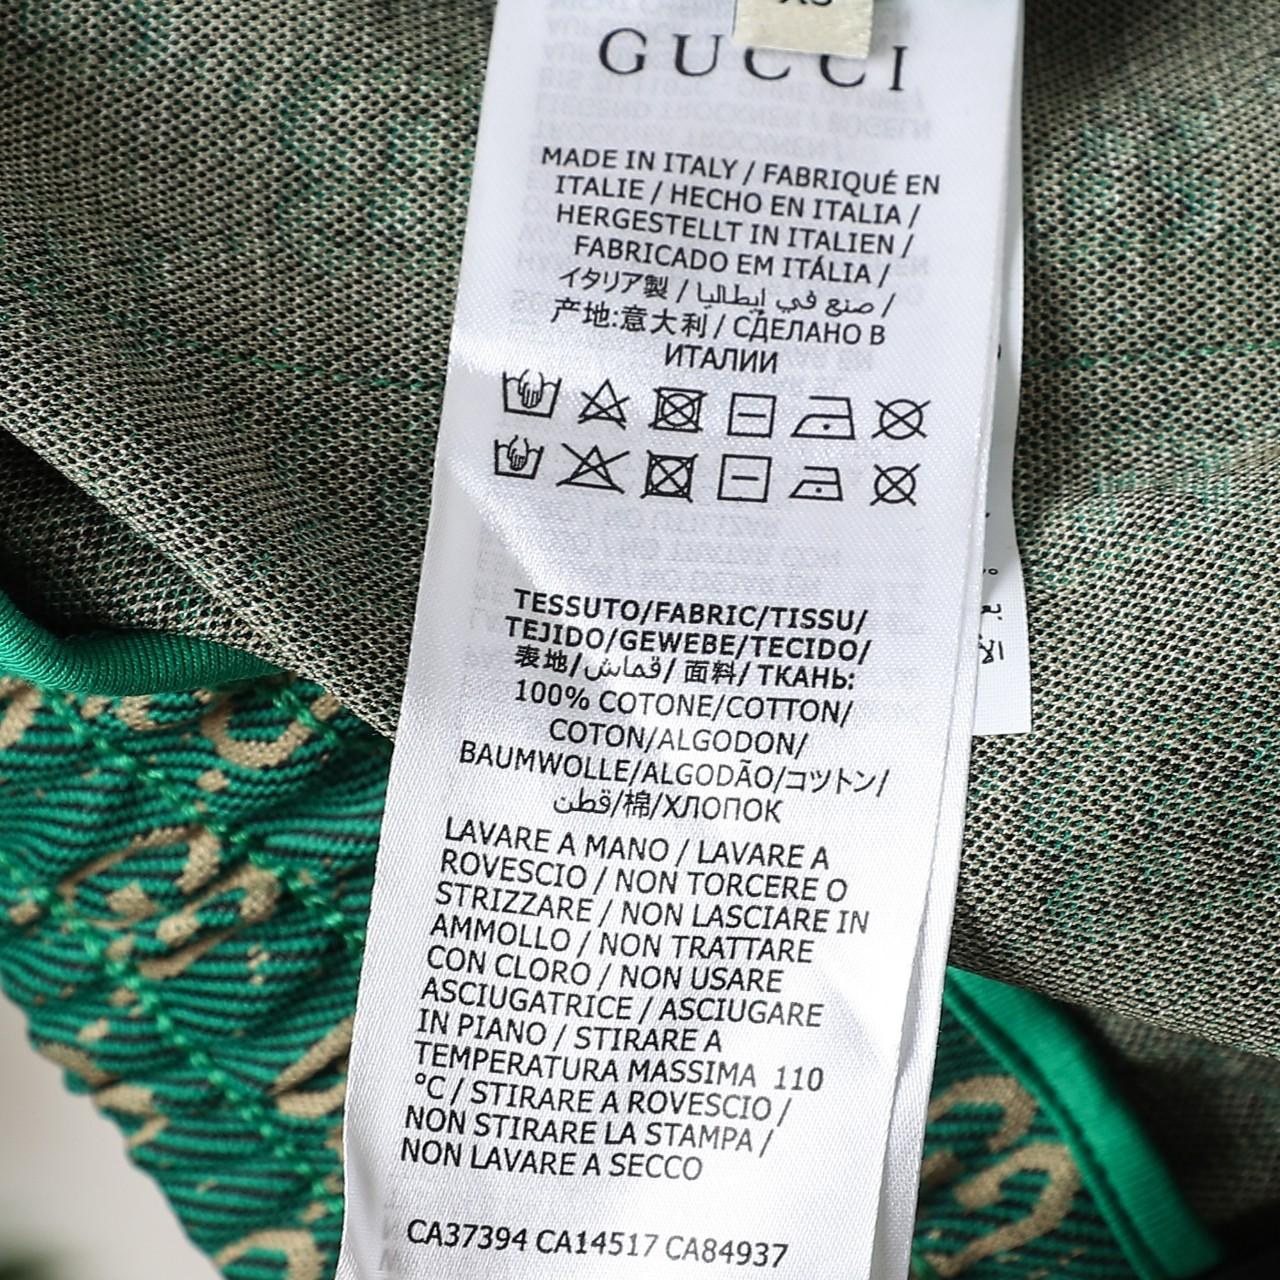 XS
GUCCI
MADE IN ITALY / FABRIQUÉ EN
ITALIE / HECHO EN ITALIA /
HERGESTELLT IN ITALIEN /
FABRICADO EM ITÁLIA /
イタリア製 / صنع في إيطاليا /
产地:意大利 / СДЕЛАНО В
ИТАЛИИ
TESSUTO/FABRIC/TISSU/
TEJIDO/GEWEBE/TECIDO/
表地/قماش/ 面料/ ТКАНЬ:
100% COTONE/COTTON/
COTON/ALGODON/
BAUMWOLLE/ALGODÃO/コットン/
قطن/棉/ХЛОПОК
LAVARE A MANO / LAVARE A
ROVESCIO / NON TORCERE O
STRIZZARE / NON LASCIARE IN
AMMOLLO / NON TRATTARE
CON CLORO / NON USARE
ASCIUGATRICE / ASCIUGARE
IN PIANO / STIRARE A
TEMPERATURA MASSIMA 110
°C / STIRARE A ROVESCIO /
NON STIRARE LA STAMPA /
NON LAVARE A SECCO
CA37394 CA14517 CA84937